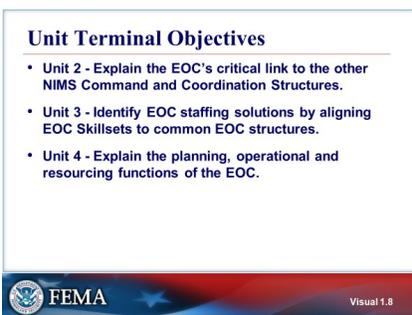 Unit Terminal Objectives
• Unit 2 - Explain the EOC's critical link to the other
NIMS Command and Coordination Structures.
• Unit 3 - Identify EOC staffing solutions by aligning
EOC Skillsets to common EOC structures.
• Unit 4 - Explain the planning, operational and
resourcing functions of the EOC.
FEMA
Visual 1.8